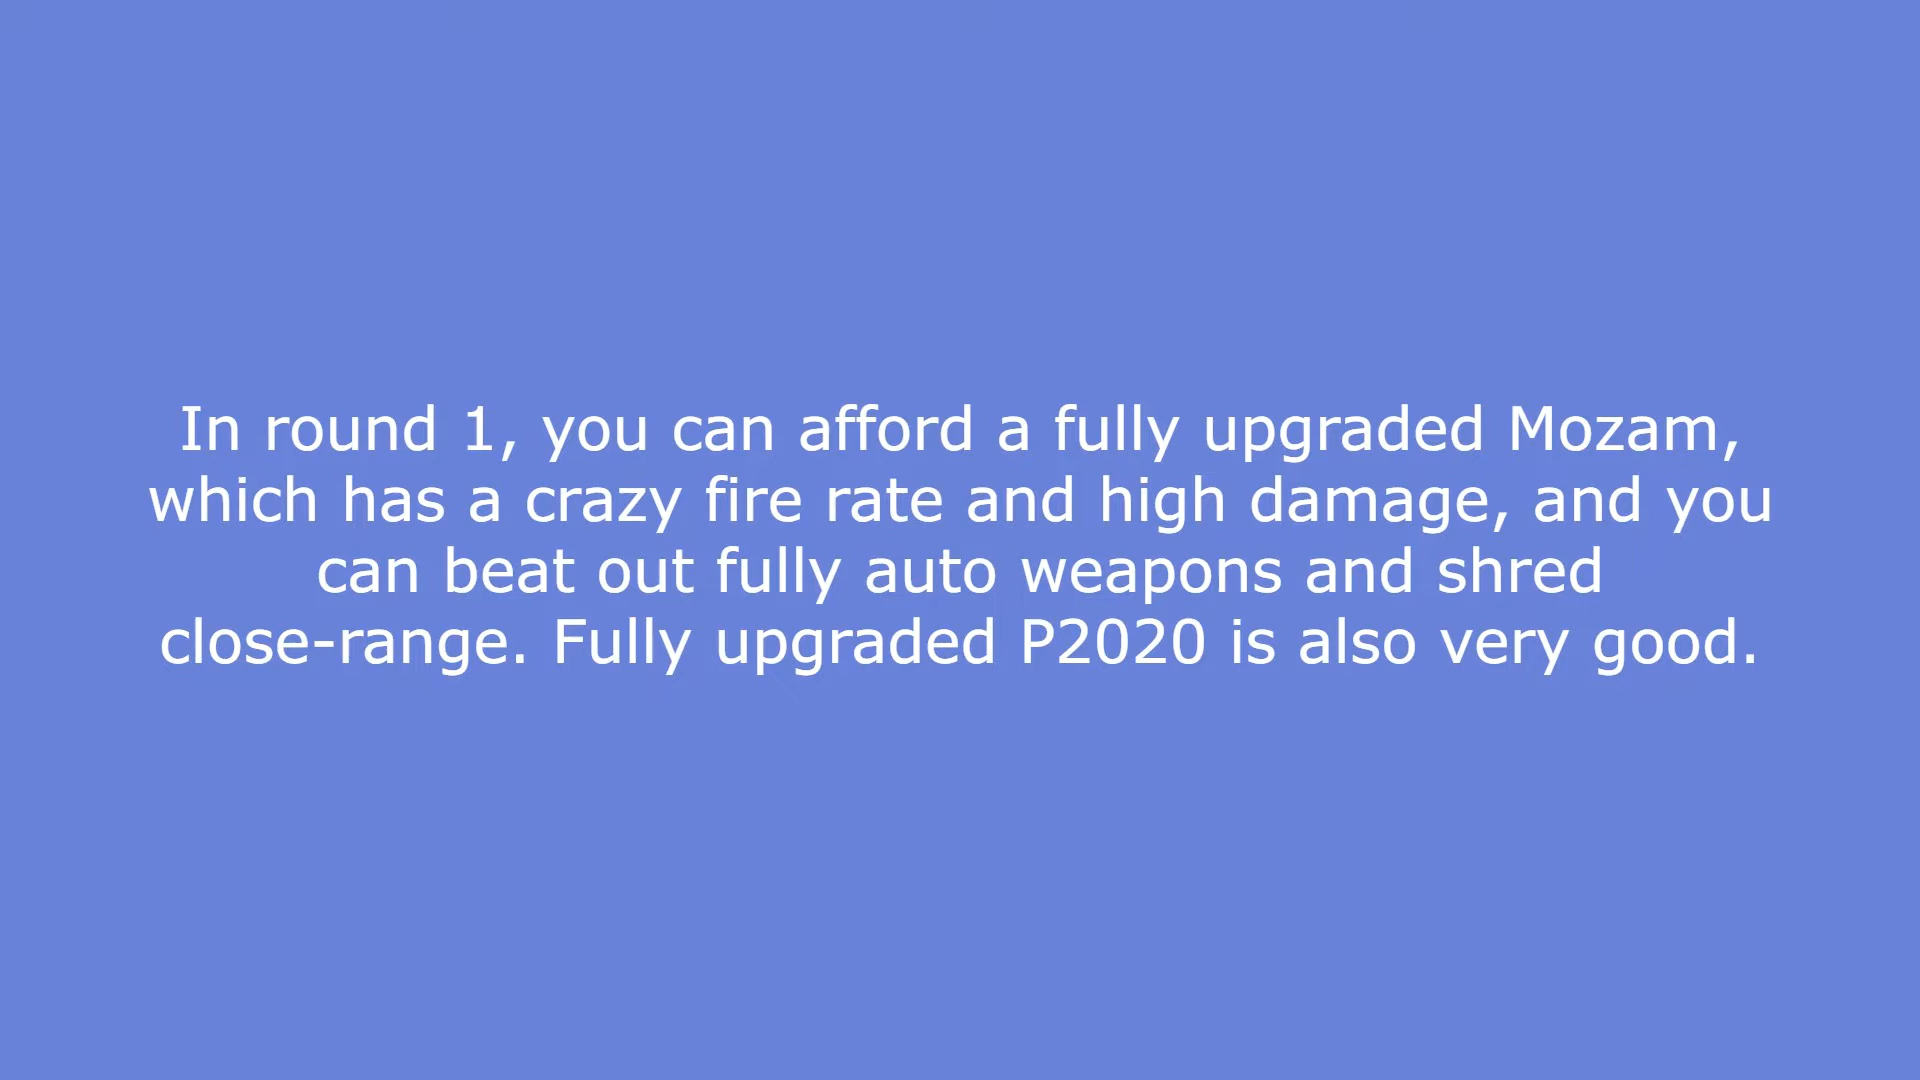 In round 1, you can afford a fully upgraded Mozam,
which has a crazy fire rate and high damage, and you
can beat out fully auto weapons and shred
close-range. Fully upgraded P2020 is also very good.